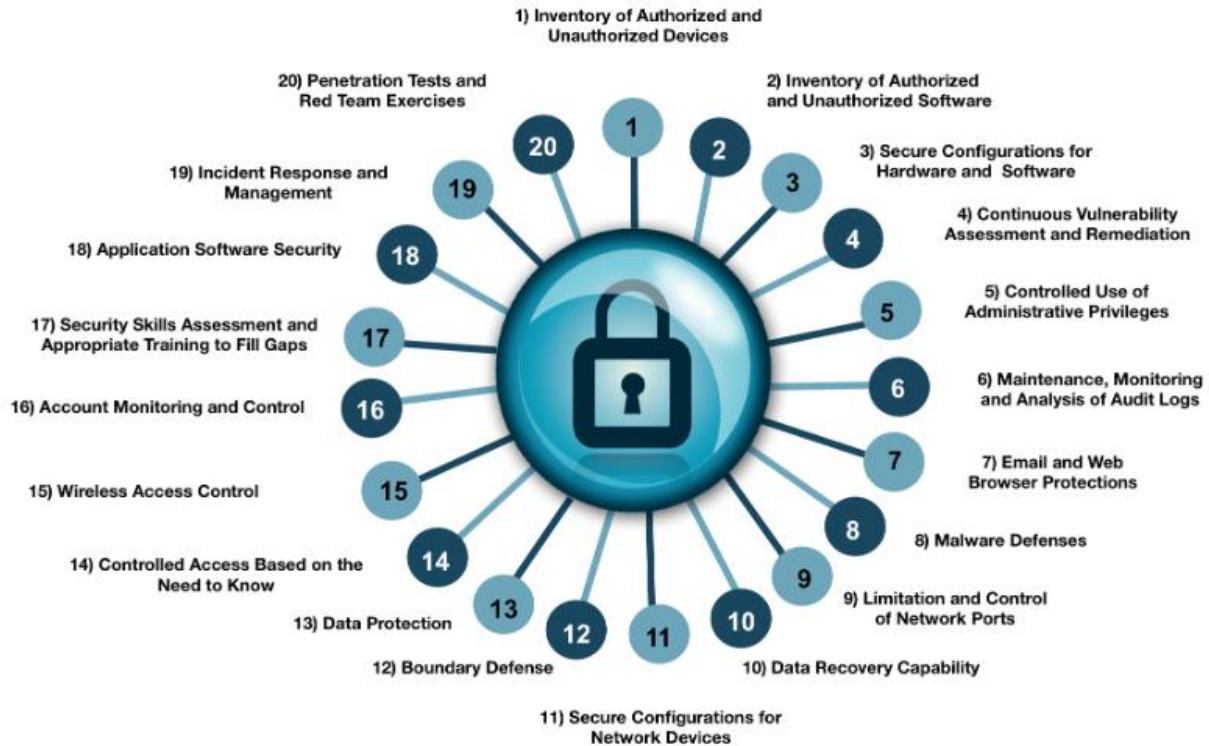 1) Inventory of Authorized and
Unauthorized Devices
2) Inventory of Authorized
and Unauthorized Software
3) Secure Configurations for
Hardware and Software
4) Continuous Vulnerability
Assessment and Remediation
5) Controlled Use of
Administrative Privileges
6) Maintenance, Monitoring
and Analysis of Audit Logs
7) Email and Web
Browser Protections
8) Malware Defenses
9) Limitation and Control
of Network Ports
10) Data Recovery Capability
11) Secure Configurations for
Network Devices
12) Boundary Defense
13) Data Protection
14) Controlled Access Based on the
Need to Know
15) Wireless Access Control
16) Account Monitoring and Control
17) Security Skills Assessment and
Appropriate Training to Fill Gaps
18) Application Software Security
19) Incident Response and
Management
20) Penetration Tests and
Red Team Exercises
1
2
3
4
5
6
7
8
9
10
11
12
13
14
15
16
17
18
19
20